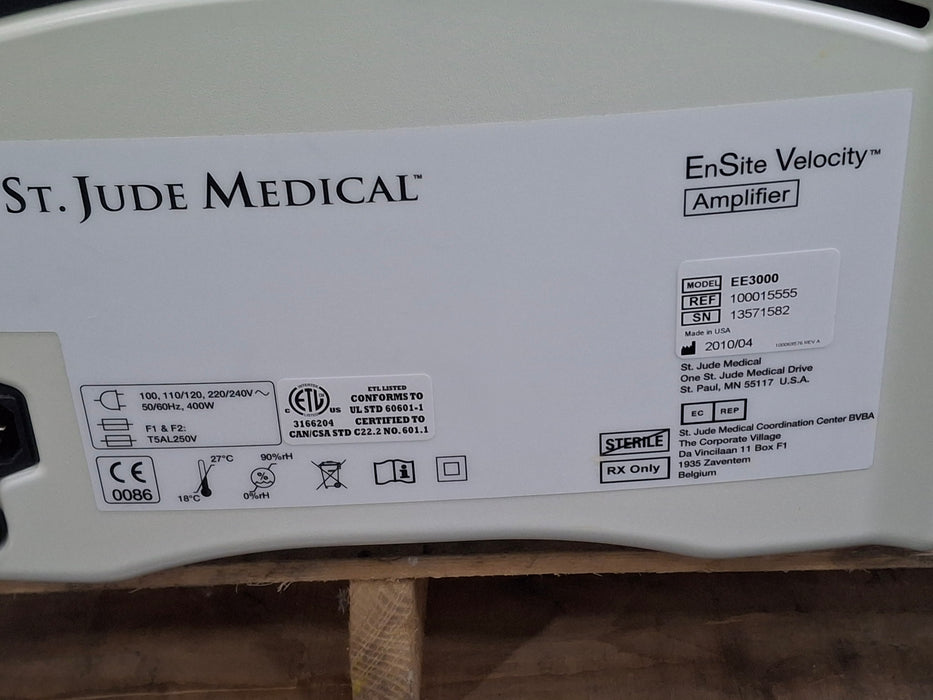 ST. JUDE MEDICAL™
EnSite Velocity™
Amplifier
MODEL EE3000
REF 100015555
SN 13571582
Made in USA
2010/04
St. Jude Medical
One St. Jude Medical Drive
St. Paul, MN 55117 U.S.A.
EC REP
St. Jude Medical Coordination Center BVBA
The Corporate Village
Da Vincilaan 11 Box F1
1935 Zaventem
Belgium
STERILE
RX Only
100, 110/120, 220/240V~
50/60Hz, 400W
F1 & F2:
T5AL250V
C ETL US
3166204
ETL LISTED
CONFORMS TO
UL STD 60601-1
CERTIFIED TO
CAN/CSA STD C22.2 NO. 601.1
CE
0086
27°C
18°C
90%rH
%
0%rH
i